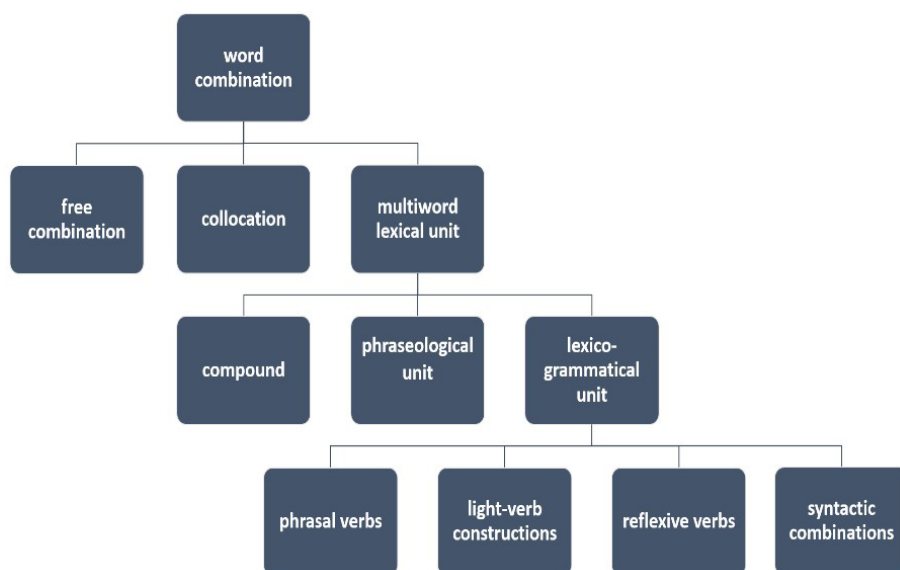 word
combination
free
combination
collocation
multiword
lexical unit
compound
phraseological
unit
lexico-
grammatical
unit
phrasal verbs
light-verb
constructions
reflexive verbs
syntactic
combinations